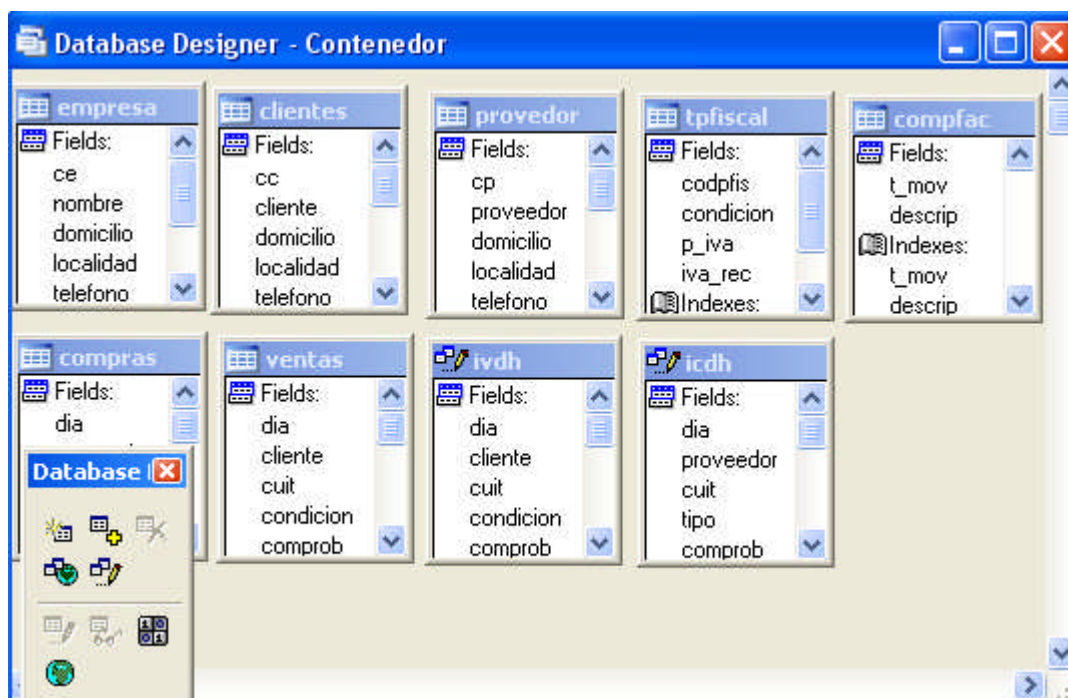 Database Designer - Contenedor
empresa
Fields:
ce
nombre
domicilio
localidad
telefono
clientes
Fields:
cc
cliente
domicilio
localidad
telefono
provedor
Fields:
cp
proveedor
domicilio
localidad
telefono
tpfiscal
Fields:
codpfis
condicion
p_iva
iva_rec
Indexes:
compfac
Fields:
t_mov
descrip
Indexes:
t_mov
descrip
compras
Fields:
dia
ventas
Fields:
dia
cliente
cuit
condicion
comprob
ivdh
Fields:
dia
cliente
cuit
condicion
comprob
icdh
Fields:
dia
proveedor
cuit
tipo
comprob
Database